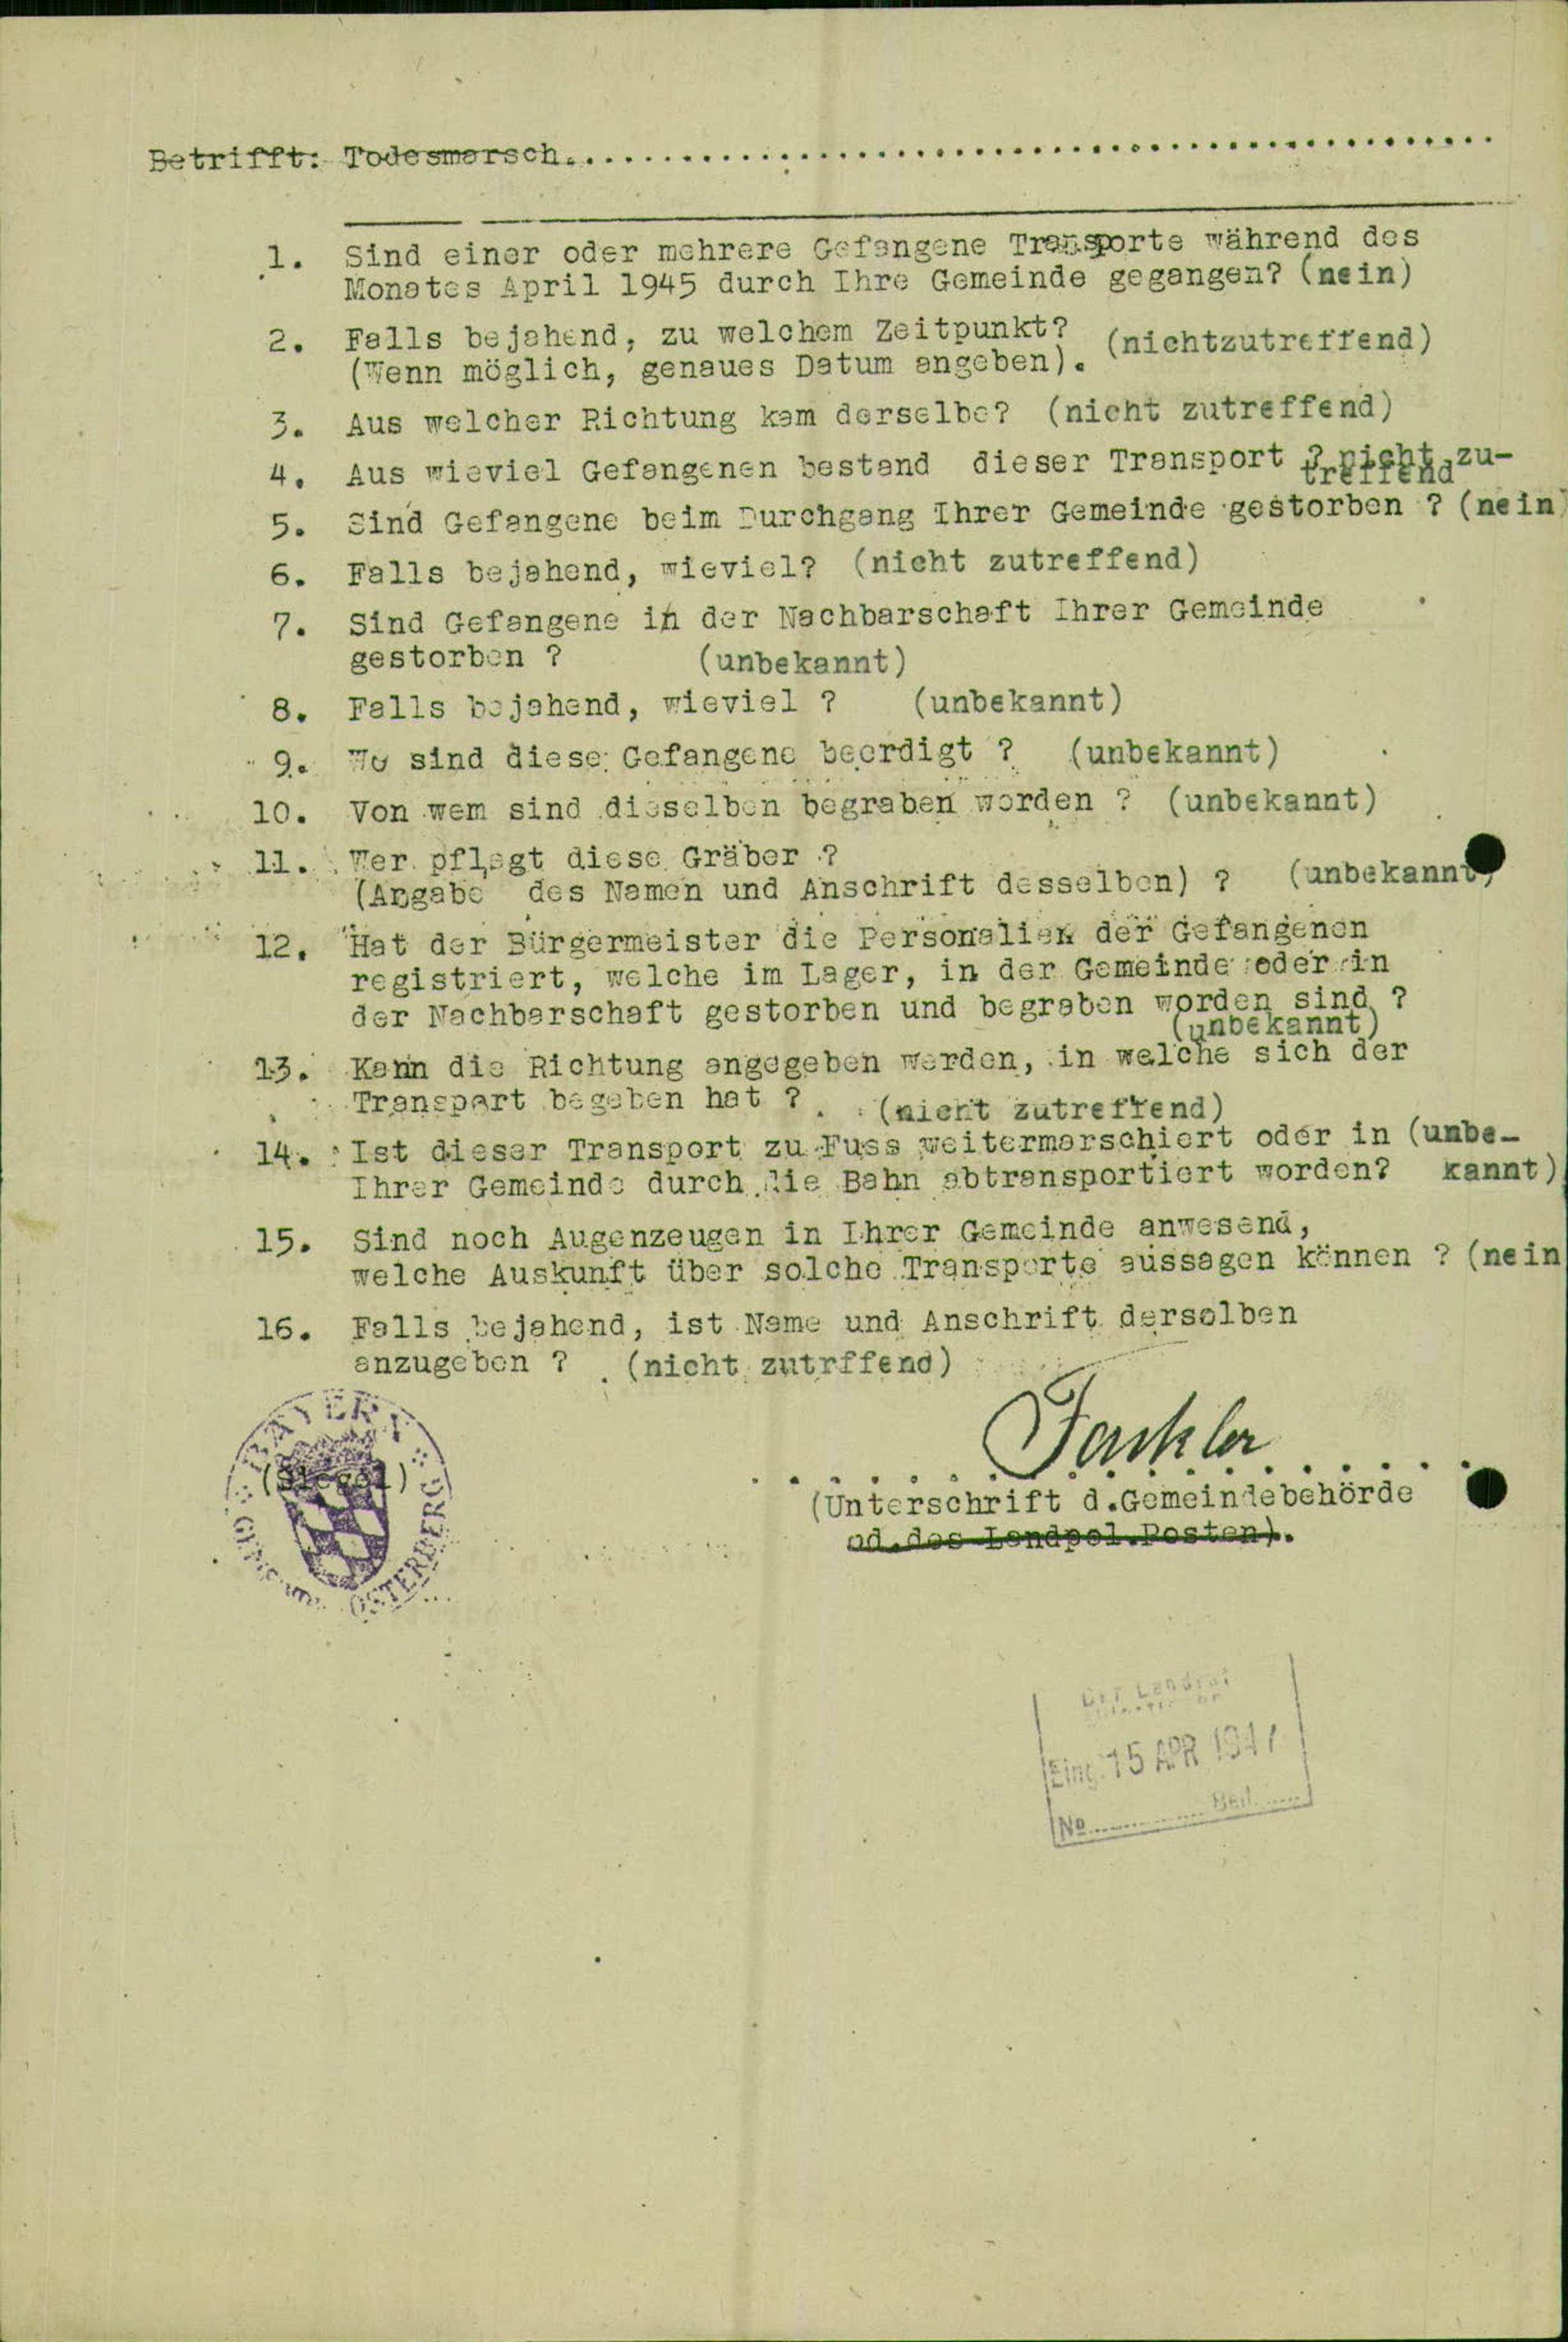 Betrifft: Todesmarsch.................................................
1. Sind einer oder mehrere Gefangene Transporte während des
Monates April 1945 durch Ihre Gemeinde gegangen? (nein)
2. Falls bejahend, zu welchem Zeitpunkt? (nichtzutreffend)
(Wenn möglich, genaues Datum angeben).
3. Aus welcher Richtung kam derselbe? (nicht zutreffend)
4. Aus wieviel Gefangenen bestand dieser Transport ? nicht zu-
treffend
5. Sind Gefangene beim Durchgang Ihrer Gemeinde gestorben ? (nein)
6. Falls bejahend, wieviel? (nicht zutreffend)
7. Sind Gefangene in der Nachbarschaft Ihrer Gemeinde
gestorben ? (unbekannt)
8. Falls bejahend, wieviel ? (unbekannt)
9. Wo sind diese Gefangene beerdigt ? (unbekannt)
10. Von wem sind dieselben begraben worden ? (unbekannt)
11. Wer pflegt diese Gräber ?
(Angabe des Namen und Anschrift desselben) ? (unbekannt)
12. Hat der Bürgermeister die Personalien der Gefangenen
registriert, welche im Lager, in der Gemeinde oder in
der Nachbarschaft gestorben und begraben worden sind ?
(unbekannt)
13. Kann die Richtung angegeben werden, in welche sich der
Transport begeben hat ? (nicht zutreffend)
14. Ist dieser Transport zu Fuss weitermarschiert oder in (unbe-
Ihrer Gemeinde durch die Bahn abtransportiert worden? kannt)
15. Sind noch Augenzeugen in Ihrer Gemeinde anwesend,
welche Auskunft über solche Transporte aussagen können ? (nein
16. Falls bejahend, ist Name und Anschrift derselben
anzugeben ? (nicht zutrffend)
BAYERN
(Siegel)
OSTERBERG
(Unterschrift d.Gemeindebehörde
od.des Landpol.Posten).
Der Landrat
Eing. 15 APR 1947
No ............ Beil. ......